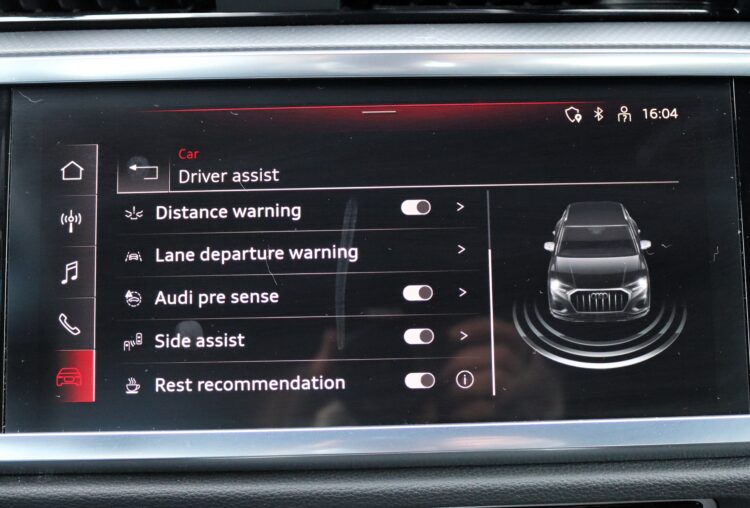 16:04
Car
Driver assist
Distance warning
Lane departure warning
Audi pre sense
Side assist
Rest recommendation